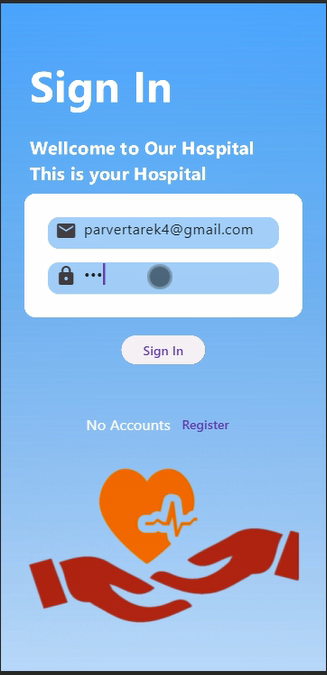 Sign In
Wellcome to Our Hospital
This is your Hospital
parvertarek4@gmail.com
•••
Sign In
No Accounts Register